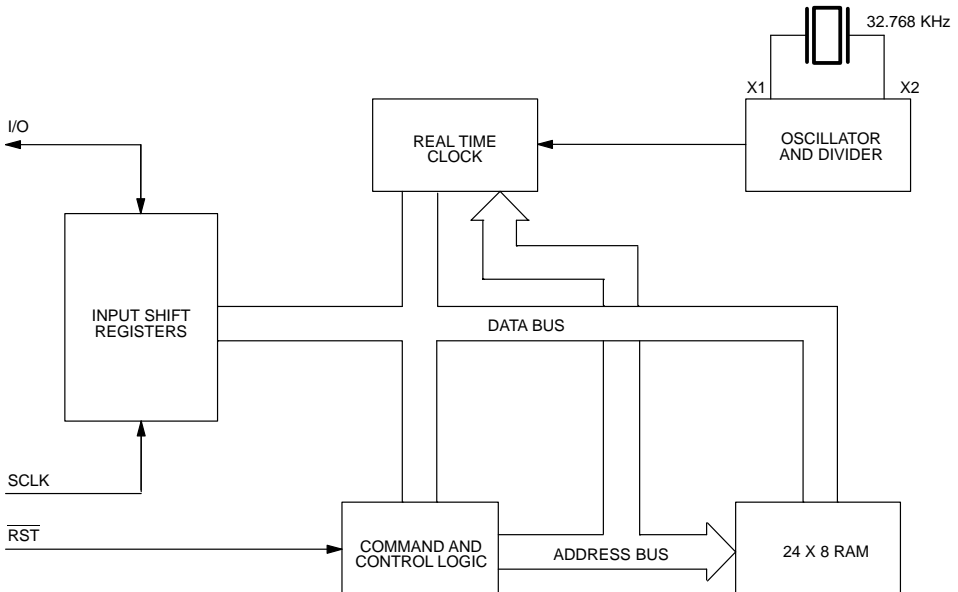 32.768 KHz
X1
X2
I/O
REAL TIME
CLOCK
OSCILLATOR
AND DIVIDER
INPUT SHIFT
REGISTERS
DATA BUS
SCLK
RST
COMMAND AND
CONTROL LOGIC
ADDRESS BUS
24 X 8 RAM